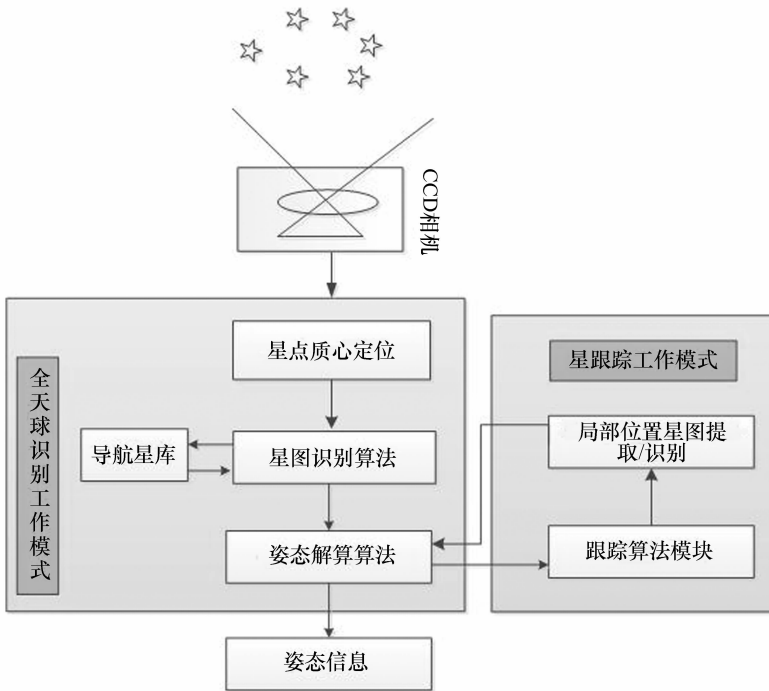 CCD相机
星点质心定位
全天球识别工作模式
导航星库
星图识别算法
姿态解算算法
姿态信息
星跟踪工作模式
局部位置星图提
取/识别
跟踪算法模块